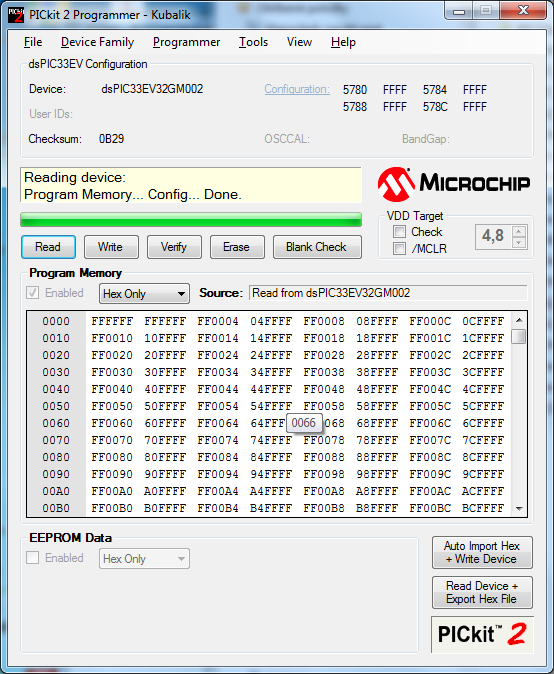 PICkit 2 Programmer - Kubalik
File Device Family Programmer Tools View Help
dsPIC33EV Configuration
Device: dsPIC33EV32GM002 Configuration: 5780 FFFF 5784 FFFF
5788 FFFF 578C FFFF
User IDs:
Checksum: 0B29 OSCCAL: BandGap:
Reading device:
Program Memory... Config... Done.
MICROCHIP
VDD Target
Check
/MCLR
4,8
Read Write Verify Erase Blank Check
Program Memory
Enabled Hex Only Source: Read from dsPIC33EV32GM002
0000 FFFFFF FFFFFF FF0004 04FFFF FF0008 08FFFF FF000C 0CFFFF
0010 FF0010 10FFFF FF0014 14FFFF FF0018 18FFFF FF001C 1CFFFF
0020 FF0020 20FFFF FF0024 24FFFF FF0028 28FFFF FF002C 2CFFFF
0030 FF0030 30FFFF FF0034 34FFFF FF0038 38FFFF FF003C 3CFFFF
0040 FF0040 40FFFF FF0044 44FFFF FF0048 48FFFF FF004C 4CFFFF
0050 FF0050 50FFFF FF0054 54FFFF FF0058 58FFFF FF005C 5CFFFF
0060 FF0060 60FFFF FF0064 64FFF 0066 068 68FFFF FF006C 6CFFFF
0070 FF0070 70FFFF FF0074 74FFFF FF0078 78FFFF FF007C 7CFFFF
0080 FF0080 80FFFF FF0084 84FFFF FF0088 88FFFF FF008C 8CFFFF
0090 FF0090 90FFFF FF0094 94FFFF FF0098 98FFFF FF009C 9CFFFF
00A0 FF00A0 A0FFFF FF00A4 A4FFFF FF00A8 A8FFFF FF00AC ACFFFF
00B0 FF00B0 B0FFFF FF00B4 B4FFFF FF00B8 B8FFFF FF00BC BCFFFF
EEPROM Data
Enabled Hex Only
Auto Import Hex
+ Write Device
Read Device +
Export Hex File
PICkit™ 2